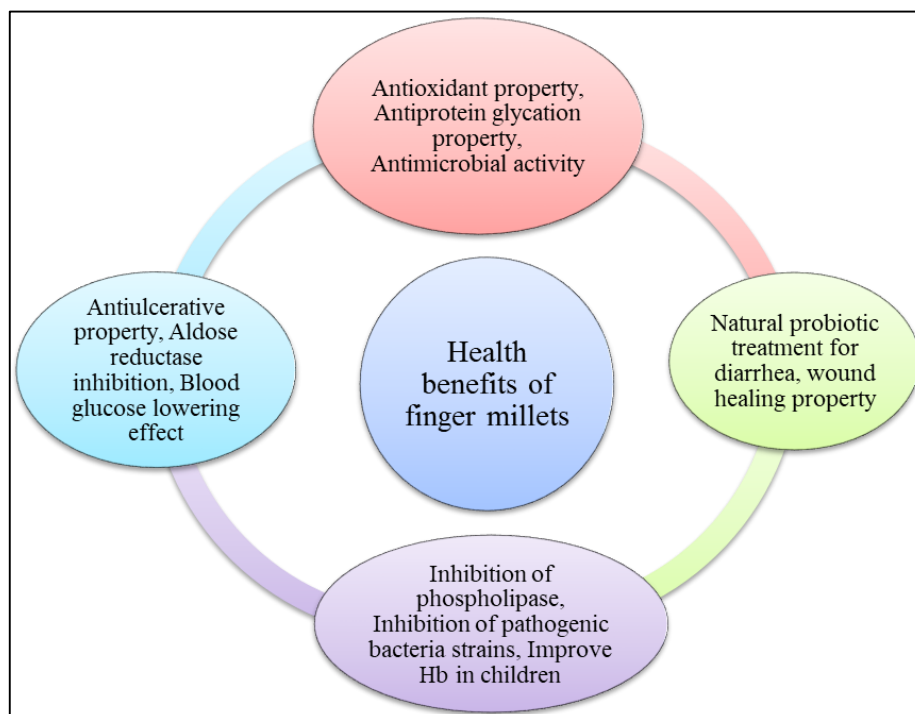 Antioxidant property,
Antiprotein glycation
property,
Antimicrobial activity
Antiulcerative
property, Aldose
reductase
inhibition, Blood
glucose lowering
effect
Health
benefits of
finger millets
Natural probiotic
treatment for
diarrhea, wound
healing property
Inhibition of
phospholipase,
Inhibition of pathogenic
bacteria strains, Improve
Hb in children